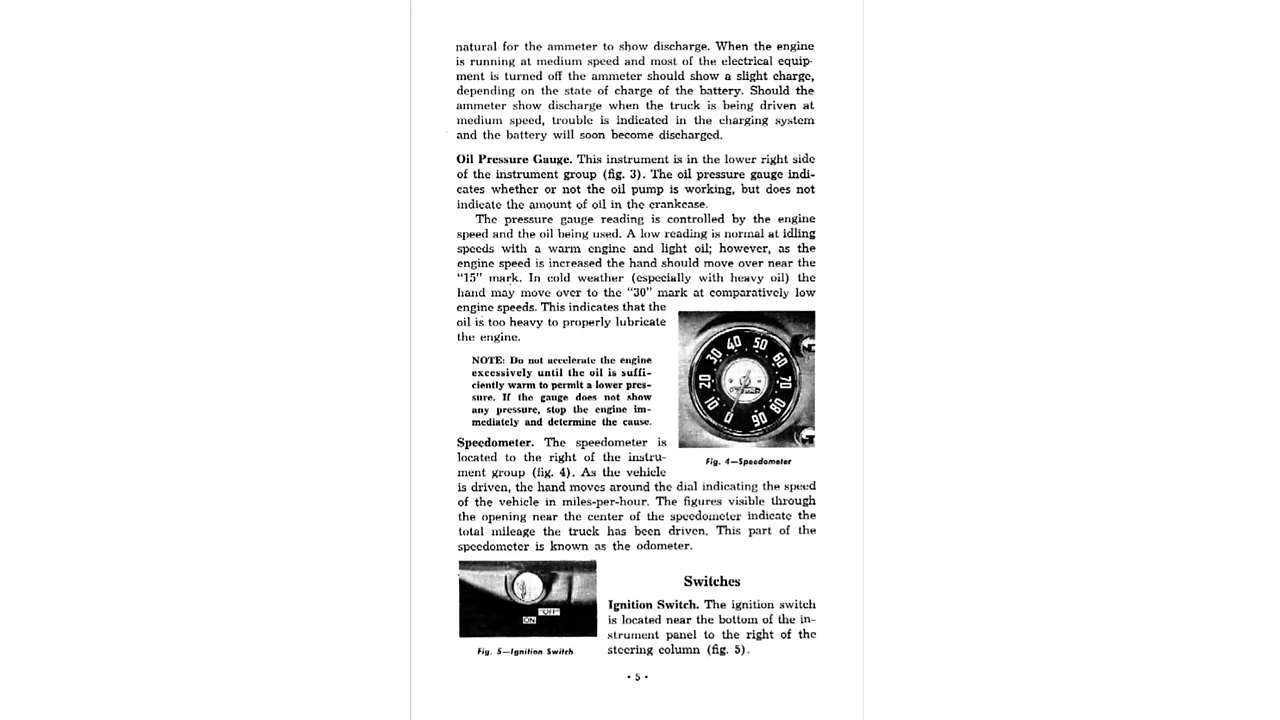 natural for the ammeter to show discharge. When the engine
is running at medium speed and most of the electrical equip-
ment is turned off the ammeter should show a slight charge,
depending on the state of charge of the battery. Should the
ammeter show discharge when the truck is being driven at
medium speed, trouble is indicated in the charging system
and the battery will soon become discharged.
Oil Pressure Gauge. This instrument is in the lower right side
of the instrument group (fig. 3). The oil pressure gauge indi-
cates whether or not the oil pump is working, but does not
indicate the amount of oil in the crankcase.
The pressure gauge reading is controlled by the engine
speed and the oil being used. A low reading is normal at idling
speeds with a warm engine and light oil; however, as the
engine speed is increased the hand should move over near the
"15" mark. In cold weather (especially with heavy oil) the
hand may move over to the "30" mark at comparatively low
engine speeds. This indicates that the
oil is too heavy to properly lubricate
the engine.
NOTE: Do not accelerate the engine
excessively until the oil is suffi-
ciently warm to permit a lower pres-
sure. If the gauge does not show
any pressure, stop the engine im-
mediately and determine the cause.
0 10 20 30 40 50 60 70 80 90
Fig. 4—Speedometer
Speedometer. The speedometer is
located to the right of the instru-
ment group (fig. 4). As the vehicle
is driven, the hand moves around the dial indicating the speed
of the vehicle in miles-per-hour. The figures visible through
the opening near the center of the speedometer indicate the
total mileage the truck has been driven. This part of the
speedometer is known as the odometer.
"OFF"
ON
Fig. 5—Ignition Switch
Switches
Ignition Switch. The ignition switch
is located near the bottom of the in-
strument panel to the right of the
steering column (fig. 5).
• 5 •